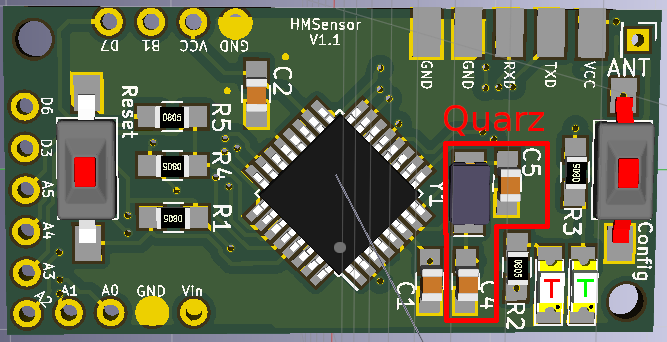 HMSensor
V1.1
D7
B1
VCC
GND
GND
GND
RXD
TXD
VCC
ANT
C2
Reset
Quarz
D6
D3
A5
A4
A3
A2
A1
A0
GND
Vin
0805
R5
0805
R4
0805
R1
Y1
C5
0805
R3
C1
C4
0805
R2
T
T
Config